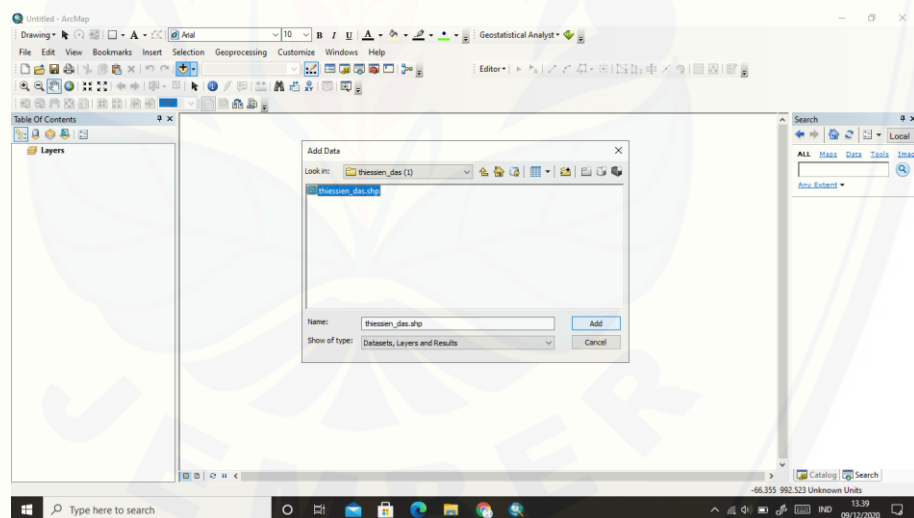 Untitled - ArcMap
Drawing A Arial 10 B I U A Geostatistical Analyst
File Edit View Bookmarks Insert Selection Geoprocessing Customize Windows Help
Editor
Table Of Contents
Layers
Add Data
Look in: thiessien_das (1)
thiessien_das.shp
Name: thiessien_das.shp Add
Show of type: Datasets, Layers and Results Cancel
Search
Local
ALL Maps Data Tools Imag
Any Extent
Catalog Search
-66.355 992.523 Unknown Units
Type here to search
IND
13.39
09/12/2020
JEMBER